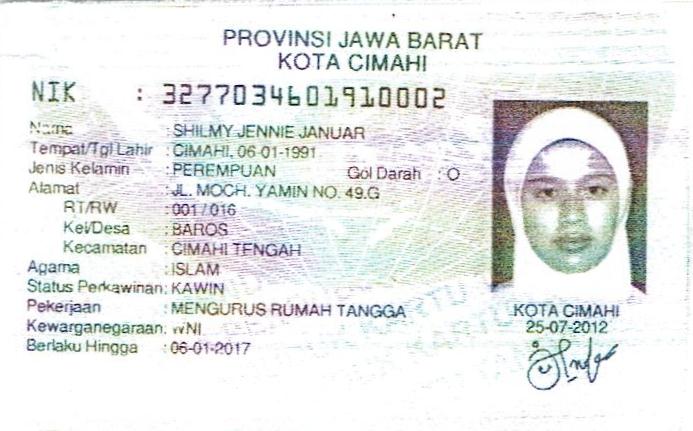 PROVINSI JAWA BARAT
KOTA CIMAHI
NIK : 3277034601910002
Nama : SHILMY JENNIE JANUAR
Tempat/Tgl Lahir : CIMAHI, 06-01-1991
Jenis Kelamin : PEREMPUAN Gol Darah : O
Alamat : JL. MOCH. YAMIN NO. 49.G
RT/RW : 001 / 016
Kel/Desa : BAROS
Kecamatan : CIMAHI TENGAH
Agama : ISLAM
Status Perkawinan: KAWIN
Pekerjaan : MENGURUS RUMAH TANGGA
Kewarganegaraan: WNI
Berlaku Hingga : 06-01-2017
KOTA CIMAHI
25-07-2012